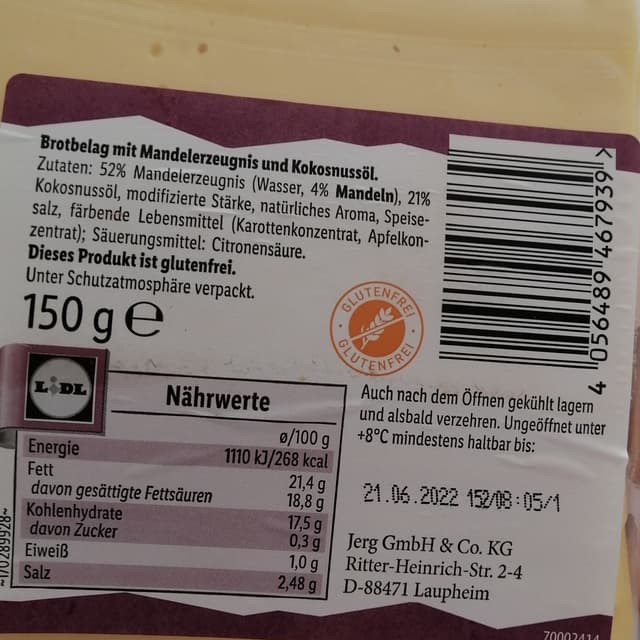 Brotbelag mit Mandelerzeugnis und Kokosnussöl.
Zutaten: 52% Mandelerzeugnis (Wasser, 4% Mandeln), 21%
Kokosnussöl, modifizierte Stärke, natürliches Aroma, Speise-
salz, färbende Lebensmittel (Karottenkonzentrat, Apfelkon-
zentrat); Säuerungsmittel: Citronensäure.
Dieses Produkt ist glutenfrei.
Unter Schutzatmosphäre verpackt.
150 g e
GLUTENFREI
GLUTENFREI
4 056489 467939 >
LIDL
Nährwerte
ø/100 g
Energie 1110 kJ/268 kcal
Fett 21,4 g
davon gesättigte Fettsäuren 18,8 g
Kohlenhydrate 17,5 g
davon Zucker 0,3 g
Eiweiß 1,0 g
Salz 2,48 g
Auch nach dem Öffnen gekühlt lagern
und alsbald verzehren. Ungeöffnet unter
+8°C mindestens haltbar bis:
21.06.2022 152/08:05/1
Jerg GmbH & Co. KG
Ritter-Heinrich-Str. 2-4
D-88471 Laupheim
70002414